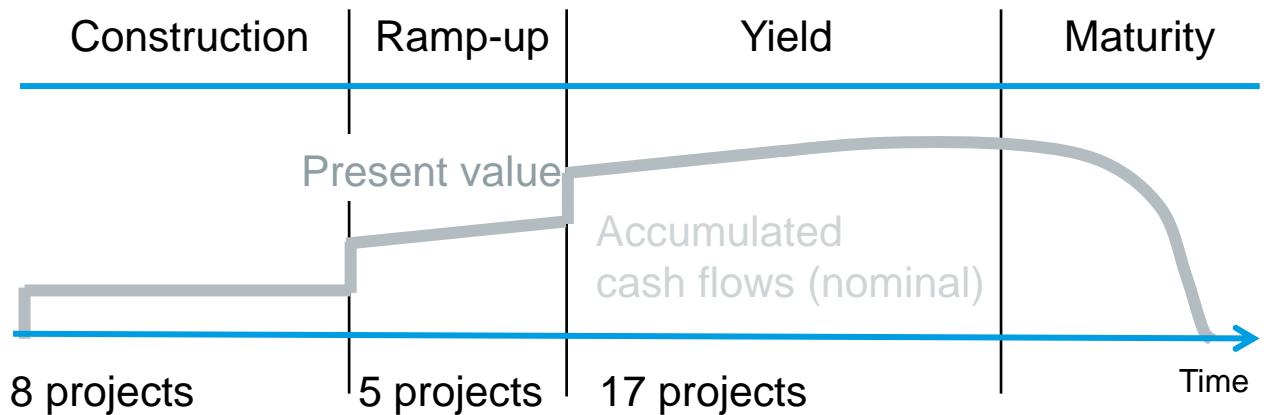 Construction
Ramp-up
Yield
Maturity
Present value
Accumulated
cash flows (nominal)
Time
8 projects
5 projects
17 projects